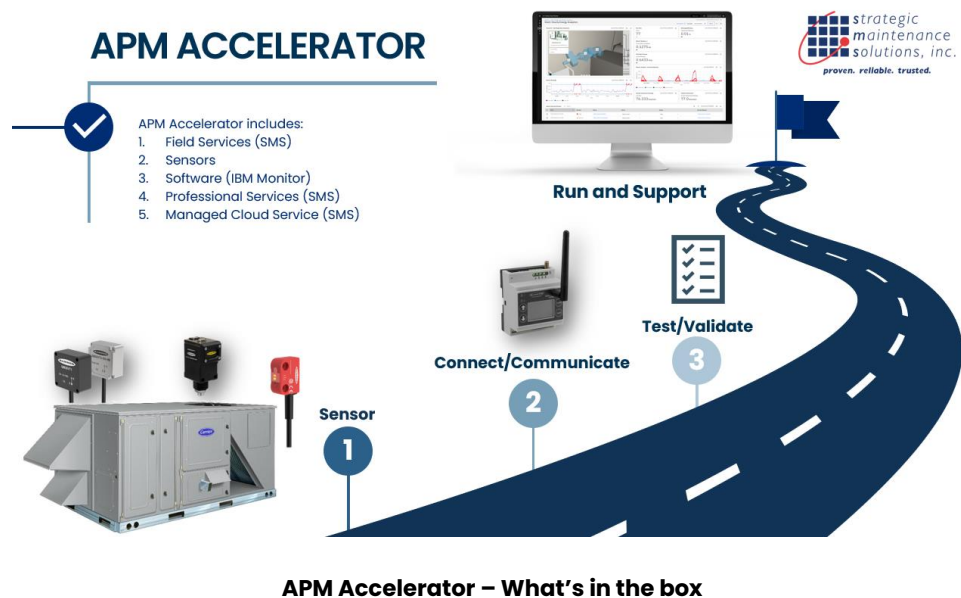 APM ACCELERATOR
strategic
maintenance
solutions, inc.
proven. reliable. trusted.
APM Accelerator includes:
1. Field Services (SMS)
2. Sensors
3. Software (IBM Monitor)
4. Professional Services (SMS)
5. Managed Cloud Service (SMS)
Run and Support
Test/Validate
3
Connect/Communicate
2
Sensor
1
APM Accelerator – What's in the box